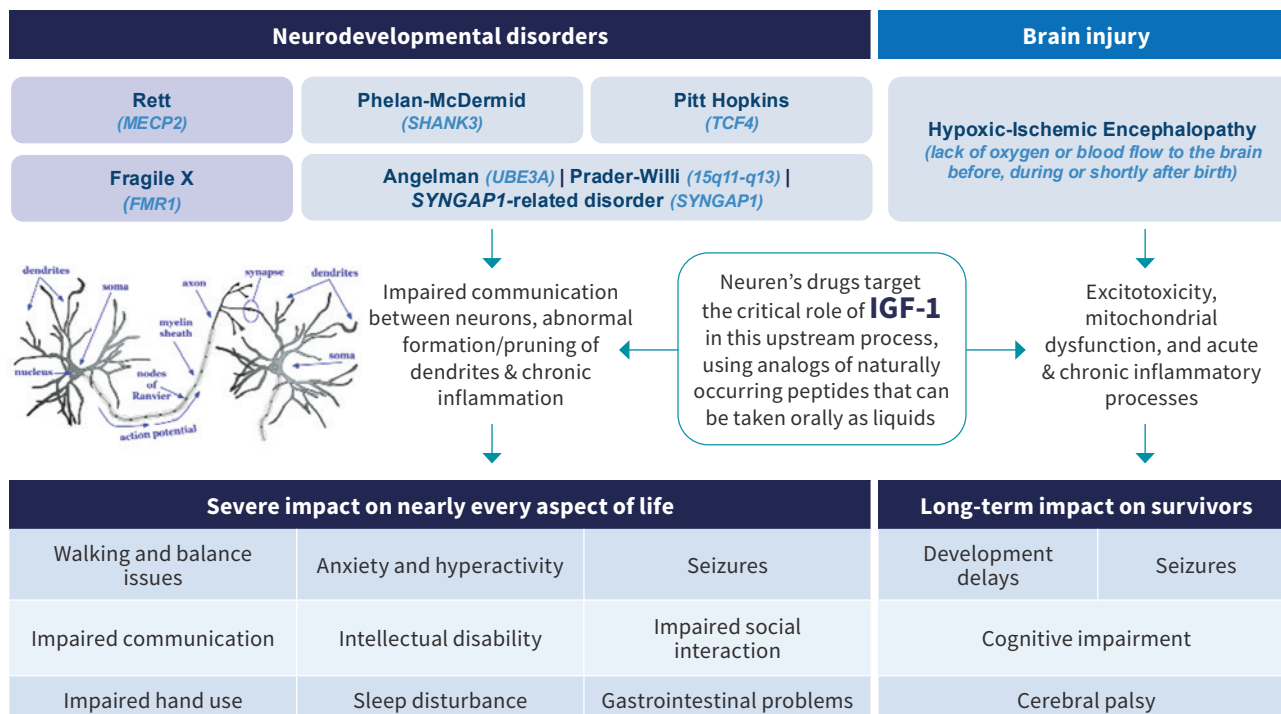 Neurodevelopmental disorders
Brain injury
Rett
(MECP2)
Phelan-McDermid
(SHANK3)
Pitt Hopkins
(TCF4)
Fragile X
(FMR1)
Angelman (UBE3A) | Prader-Willi (15q11-q13) |
SYNGAP1-related disorder (SYNGAP1)
Hypoxic-Ischemic Encephalopathy
(lack of oxygen or blood flow to the brain
before, during or shortly after birth)
dendrites
soma
axon
synapse
dendrites
myelin
sheath
soma
nucleus
nodes
of
Ranvier
action potential
Impaired communication
between neurons, abnormal
formation/pruning of
dendrites & chronic
inflammation
Neuren's drugs target
the critical role of IGF-1
in this upstream process,
using analogs of naturally
occurring peptides that can
be taken orally as liquids
Excitotoxicity,
mitochondrial
dysfunction, and acute
& chronic inflammatory
processes
Severe impact on nearly every aspect of life
Walking and balance
issues
Anxiety and hyperactivity
Seizures
Impaired communication
Intellectual disability
Impaired social
interaction
Impaired hand use
Sleep disturbance
Gastrointestinal problems
Long-term impact on survivors
Development
delays
Seizures
Cognitive impairment
Cerebral palsy